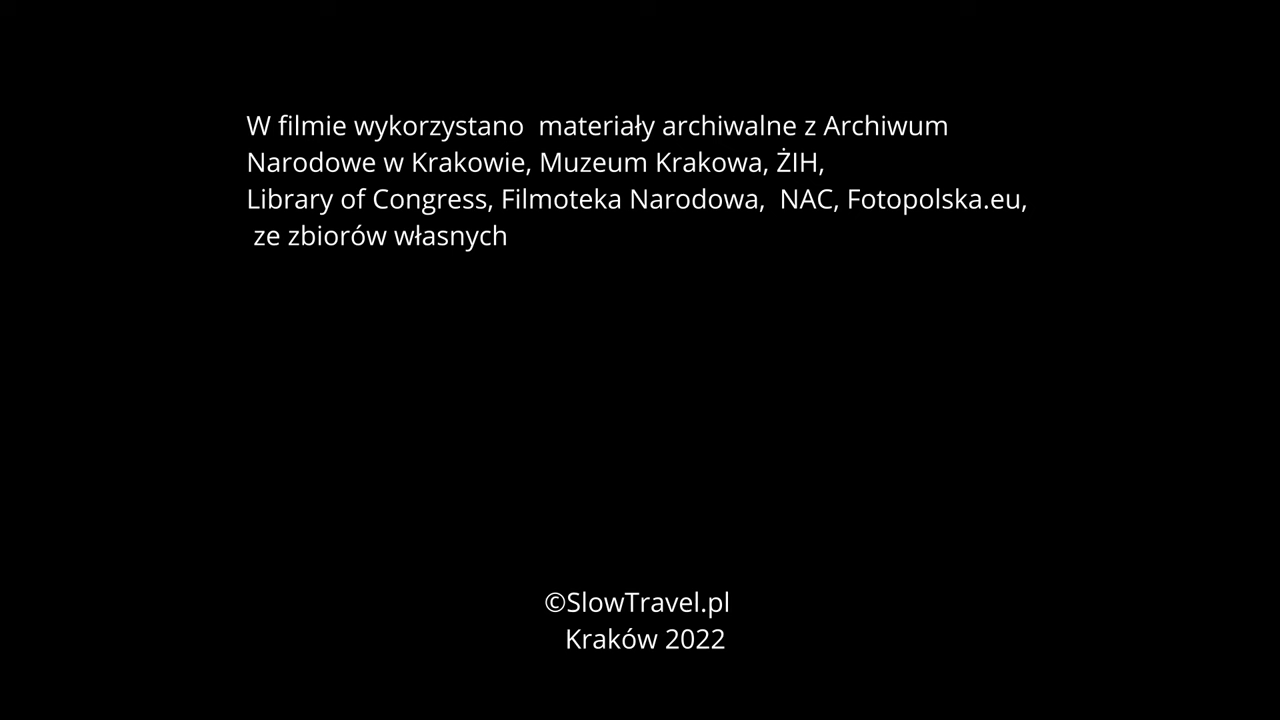 W filmie wykorzystano  materiały archiwalne z Archiwum
Narodowe w Krakowie, Muzeum Krakowa, ŻIH,
Library of Congress, Filmoteka Narodowa,  NAC, Fotopolska.eu,
ze zbiorów własnych
©SlowTravel.pl
Kraków 2022